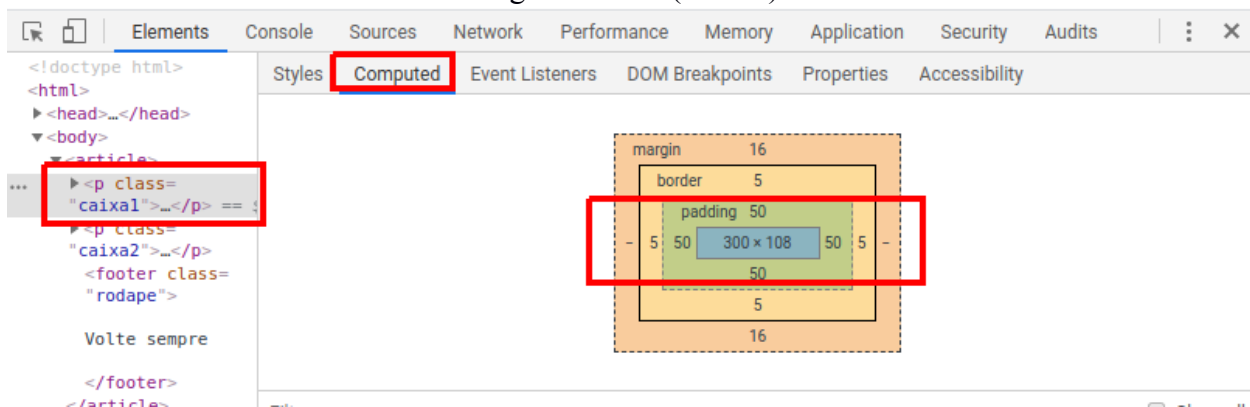 Elements Console Sources Network Performance Memory Application Security Audits
Styles Computed Event Listeners DOM Breakpoints Properties Accessibility
<!doctype html>
<html>
<head>…</head>
<body>
<article>
<p class=
"caixa1">…</p> ==
<p class=
"caixa2">…</p>
<footer class=
"rodape">
Volte sempre
</footer>
</article>
margin 16
border 5
padding 50
- 5 50 300 × 108 50 5 -
50
5
16